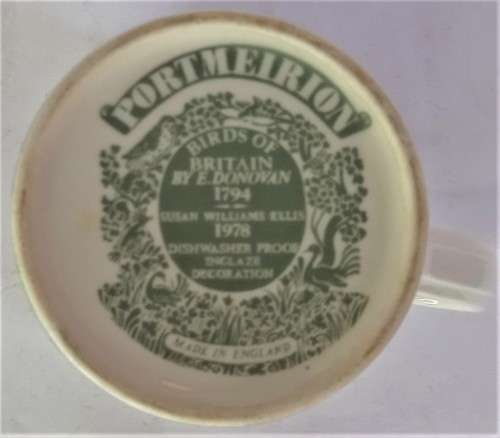 PORTMEIRION
BIRDS OF
BRITAIN
BY E. DONOVAN
1794
SUSAN WILLIAMS ELLIS
1978
DISHWASHER PROOF
INGLAZE
DECORATION
MADE IN ENGLAND